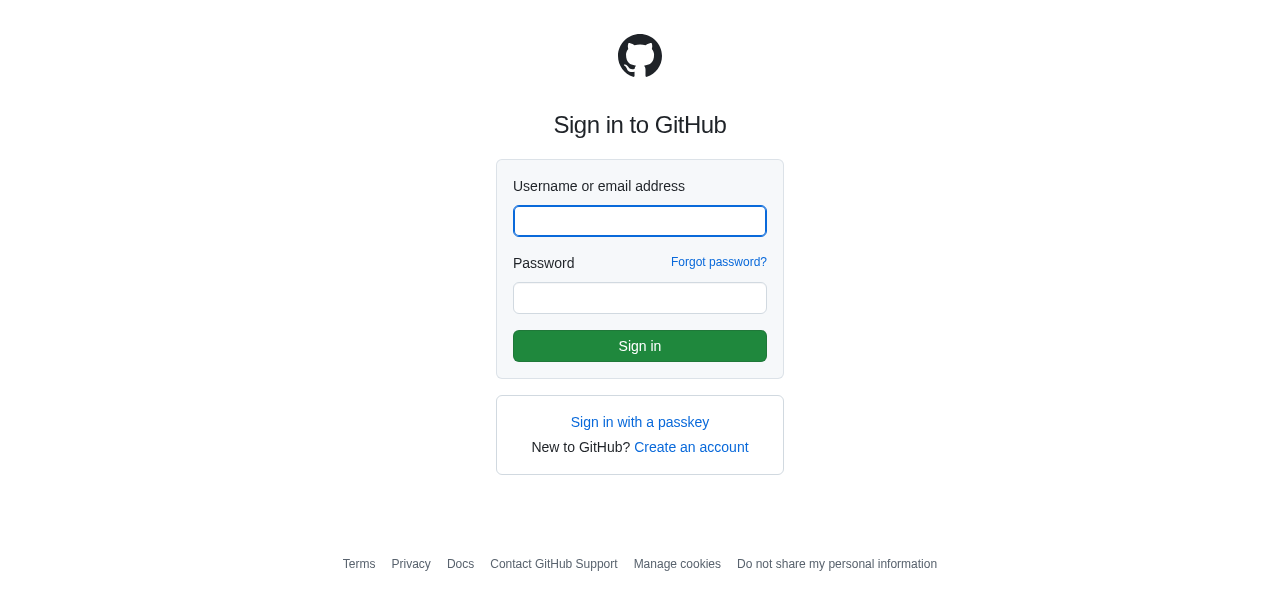 Sign in to GitHub
Username or email address
Password Forgot password?
Sign in
Sign in with a passkey
New to GitHub? Create an account
Terms Privacy Docs Contact GitHub Support Manage cookies Do not share my personal information